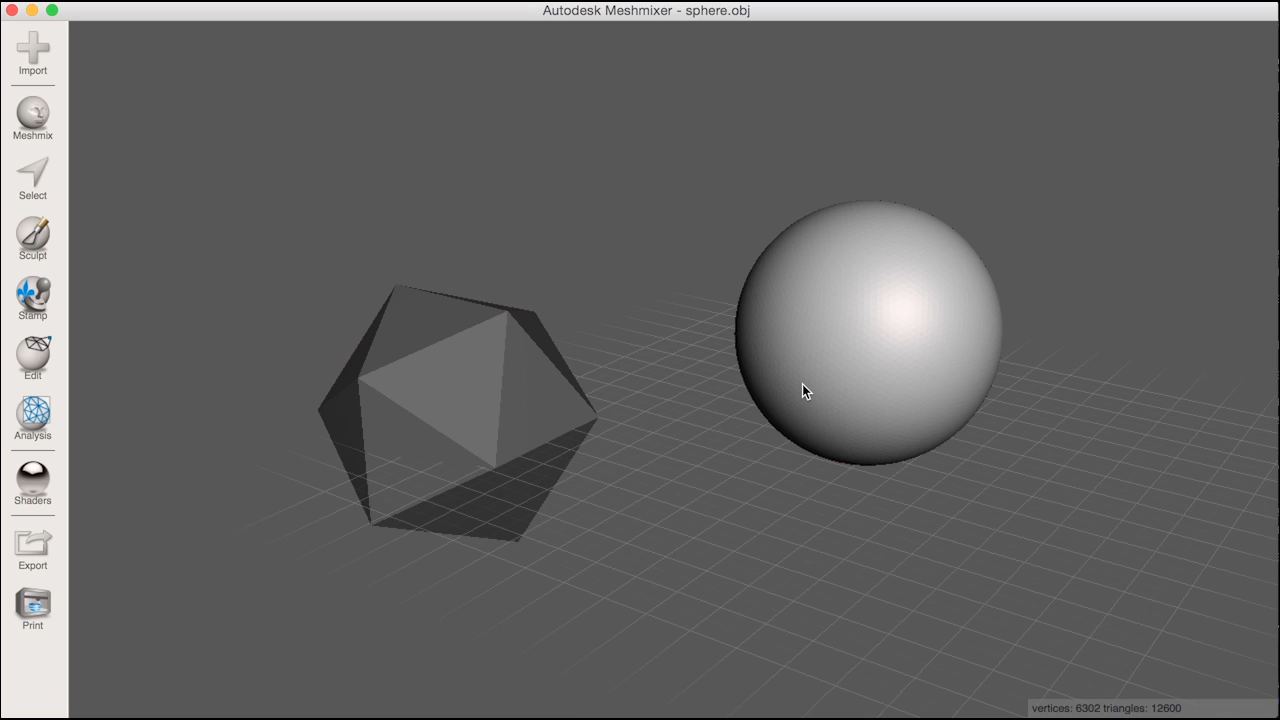 Autodesk Meshmixer - sphere.obj
Import
Meshmix
Select
Sculpt
Stamp
Edit
Analysis
Shaders
Export
Print
vertices: 6302 triangles: 12600